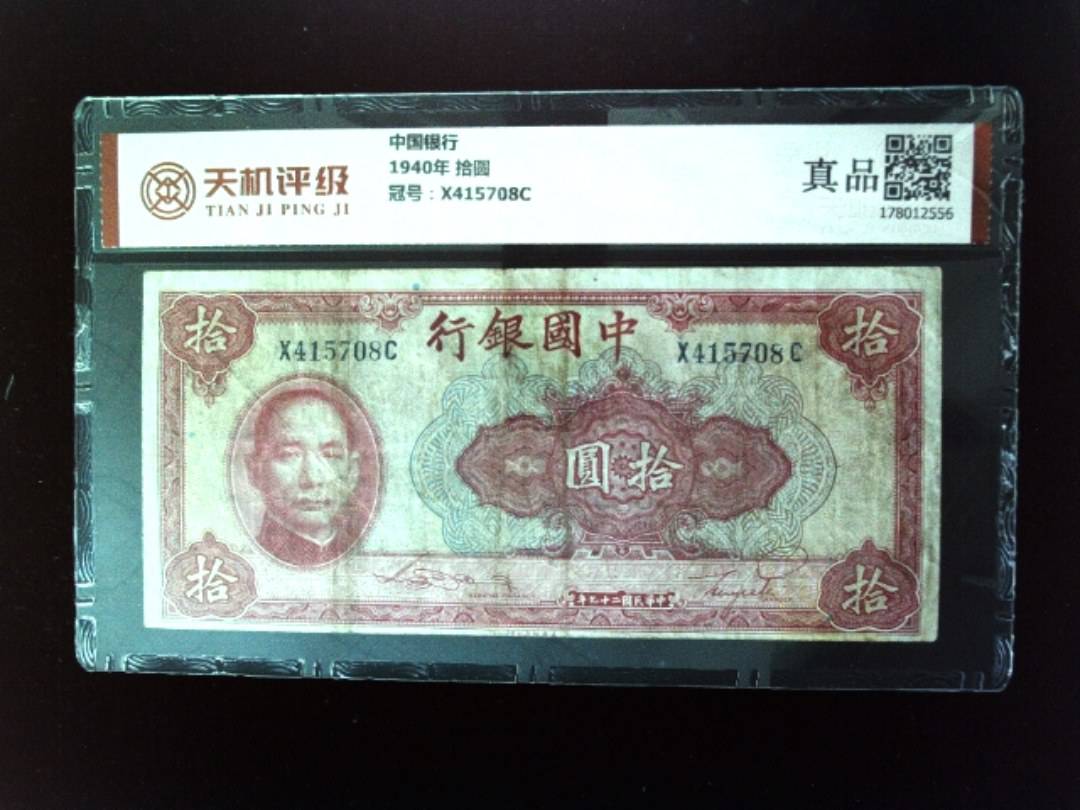 天机评级
TIAN JI PING JI
中国银行
1940年 拾圆
冠号：X415708C
真品
178012556
拾
行銀國中
拾
X415708C
X415708C
圓拾
拾
年九十二國民華中
拾